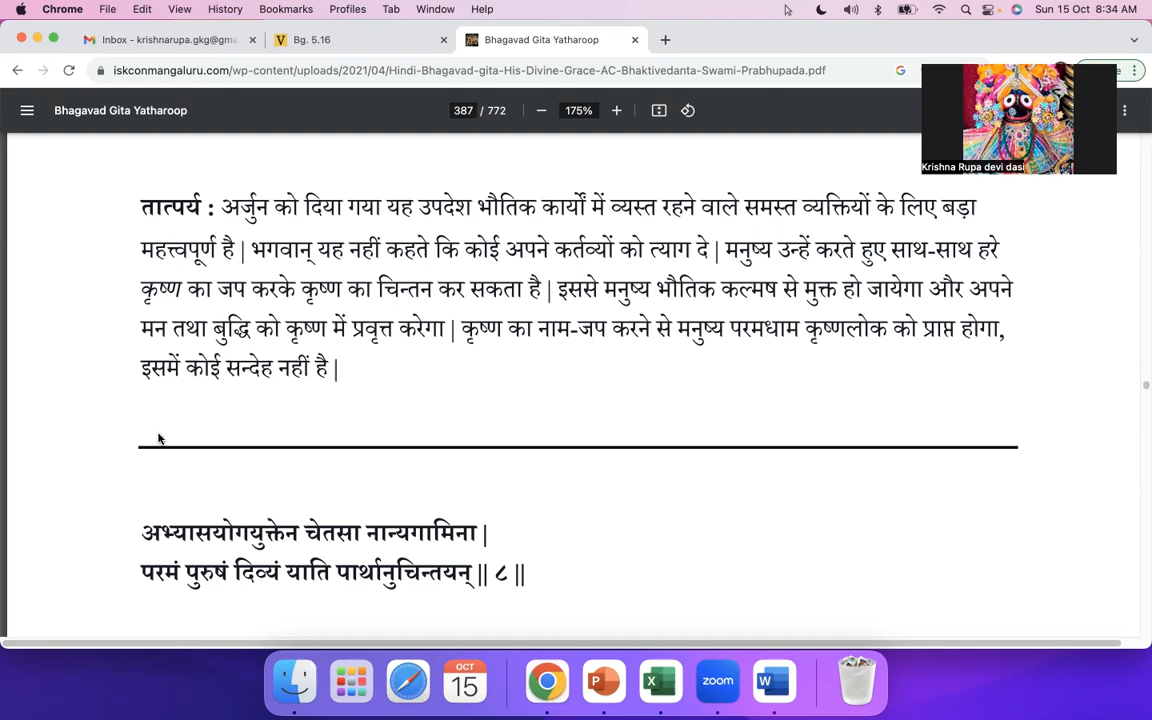 Chrome File Edit View History Bookmarks Profiles Tab Window Help Sun 15 Oct 8:34 AM
Inbox - krishnarupa.gkg@gma Bg. 5.16 Bhagavad Gita Yatharoop
iskconmangaluru.com/wp-content/uploads/2021/04/Hindi-Bhagavad-gita-His-Divine-Grace-AC-Bhaktivedanta-Swami-Prabhupada.pdf
Bhagavad Gita Yatharoop 387 / 772 175%
Krishna Rupa devi dasi
तात्पर्य : अर्जुन को दिया गया यह उपदेश भौतिक कार्यों में व्यस्त रहने वाले समस्त व्यक्तियों के लिए बड़ा
महत्त्वपूर्ण है | भगवान् यह नहीं कहते कि कोई अपने कर्तव्यों को त्याग दे | मनुष्य उन्हें करते हुए साथ-साथ हरे
कृष्ण का जप करके कृष्ण का चिन्तन कर सकता है | इससे मनुष्य भौतिक कल्मष से मुक्त हो जायेगा और अपने
मन तथा बुद्धि को कृष्ण में प्रवृत्त करेगा | कृष्ण का नाम-जप करने से मनुष्य परमधाम कृष्णलोक को प्राप्त होगा,
इसमें कोई सन्देह नहीं है |
अभ्यासयोगयुक्तेन चेतसा नान्यगामिना |
परमं पुरुषं दिव्यं याति पार्थानुचिन्तयन् || ८ ||
OCT
15
zoom